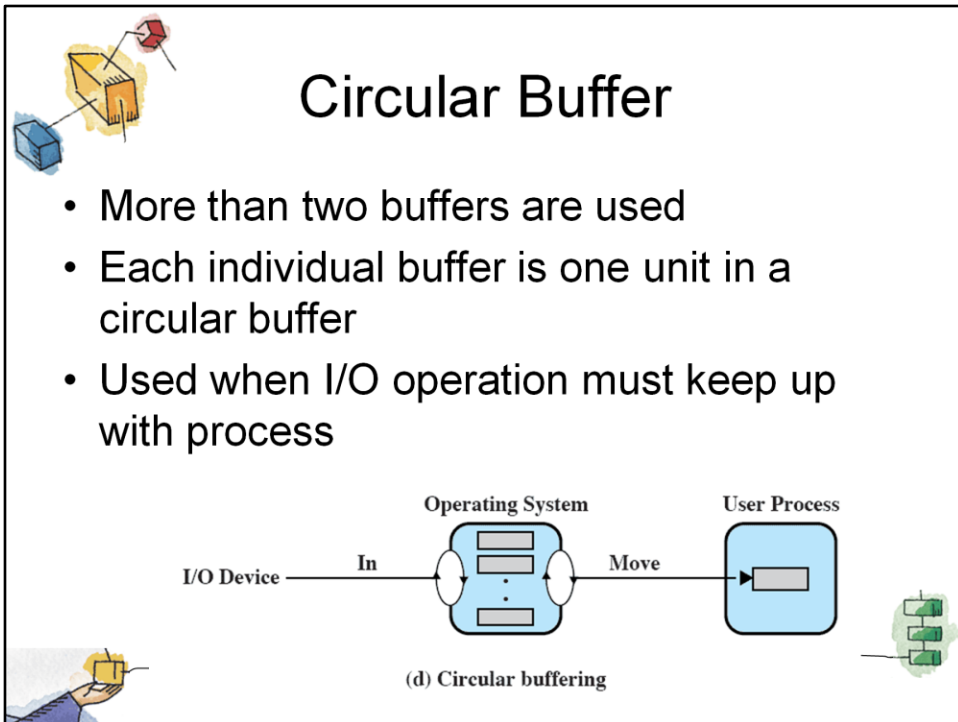 Circular Buffer
• More than two buffers are used
• Each individual buffer is one unit in a
circular buffer
• Used when I/O operation must keep up
with process
Operating System
User Process
I/O Device
In
Move
(d) Circular buffering